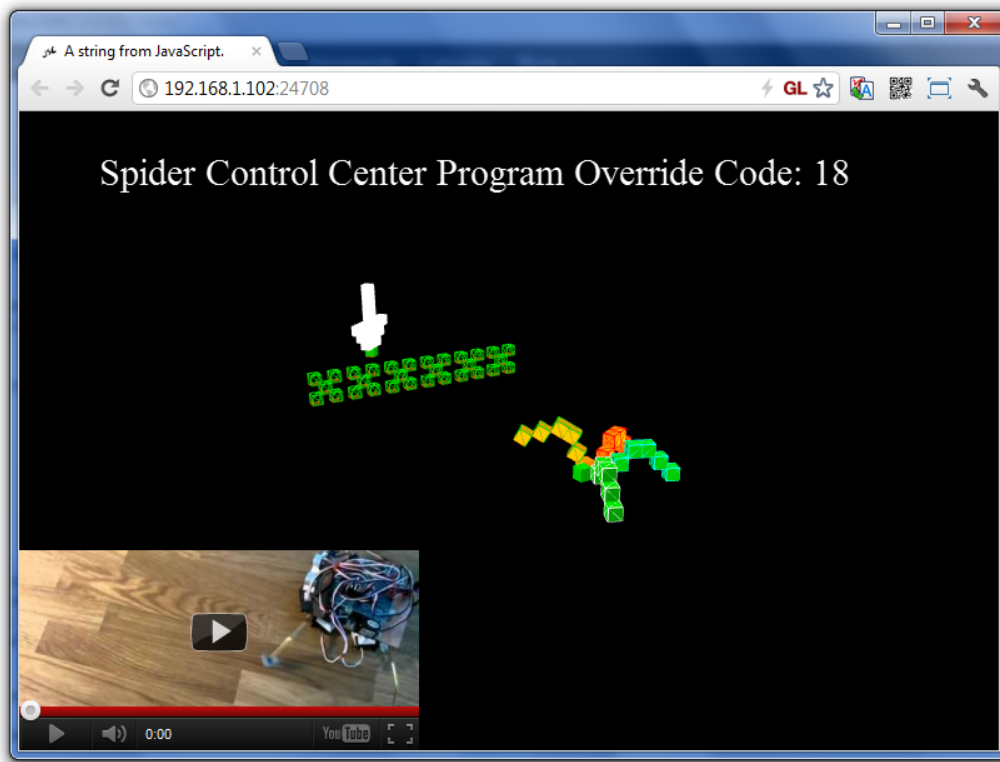 A string from JavaScript.
192.168.1.102:24708
GL
Spider Control Center Program Override Code: 18
0:00
YouTube